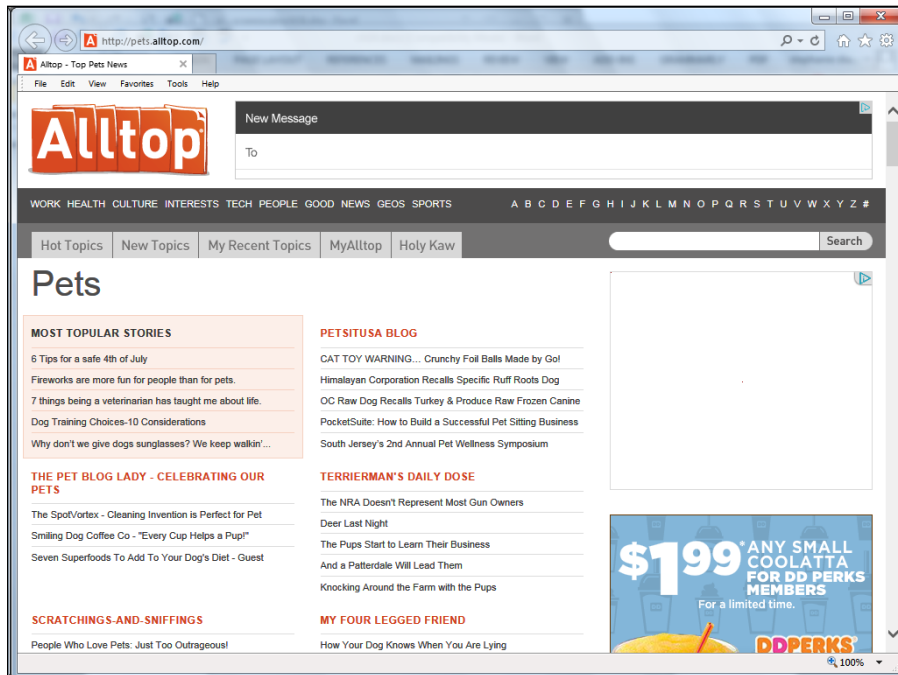 http://pets.alltop.com/
Alltop - Top Pets News
File Edit View Favorites Tools Help
Alltop
New Message
To
WORK HEALTH CULTURE INTERESTS TECH PEOPLE GOOD NEWS GEOS SPORTS
A B C D E F G H I J K L M N O P Q R S T U V W X Y Z #
Hot Topics New Topics My Recent Topics MyAlltop Holy Kaw
Search
Pets
MOST TOPULAR STORIES
6 Tips for a safe 4th of July
Fireworks are more fun for people than for pets.
7 things being a veterinarian has taught me about life.
Dog Training Choices-10 Considerations
Why don't we give dogs sunglasses? We keep walkin'...
PETSITUSA BLOG
CAT TOY WARNING… Crunchy Foil Balls Made by Go!
Himalayan Corporation Recalls Specific Ruff Roots Dog
OC Raw Dog Recalls Turkey & Produce Raw Frozen Canine
PocketSuite: How to Build a Successful Pet Sitting Business
South Jersey's 2nd Annual Pet Wellness Symposium
THE PET BLOG LADY - CELEBRATING OUR
PETS
The SpotVortex - Cleaning Invention is Perfect for Pet
Smiling Dog Coffee Co - "Every Cup Helps a Pup!"
Seven Superfoods To Add To Your Dog's Diet - Guest
TERRIERMAN'S DAILY DOSE
The NRA Doesn't Represent Most Gun Owners
Deer Last Night
The Pups Start to Learn Their Business
And a Patterdale Will Lead Them
Knocking Around the Farm with the Pups
SCRATCHINGS-AND-SNIFFINGS
People Who Love Pets: Just Too Outrageous!
MY FOUR LEGGED FRIEND
How Your Dog Knows When You Are Lying
$1.99* ANY SMALL
COOLATTA
FOR DD PERKS
MEMBERS
For a limited time.
DDPERKS
100%